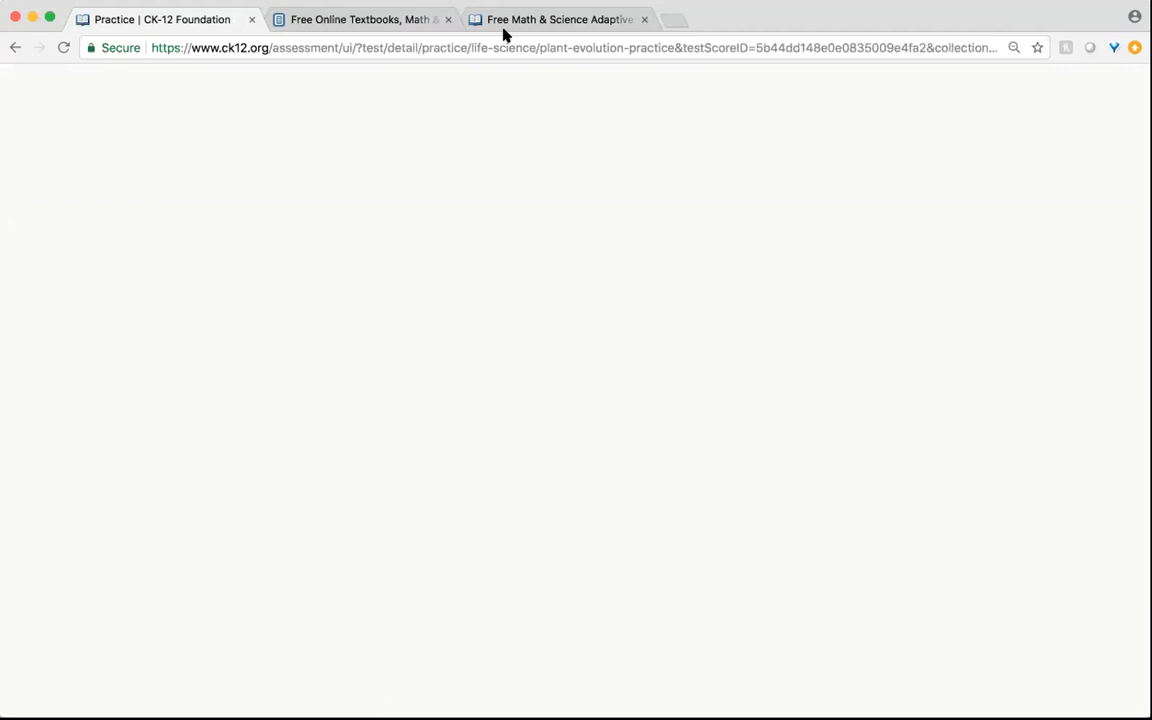 Practice | CK-12 Foundation
Free Online Textbooks, Math &
Free Math & Science Adaptive
Secure
https://www.ck12.org/assessment/ui/?test/detail/practice/life-science/plant-evolution-practice&testScoreID=5b44dd148e0e0835009e4fa2&collection...